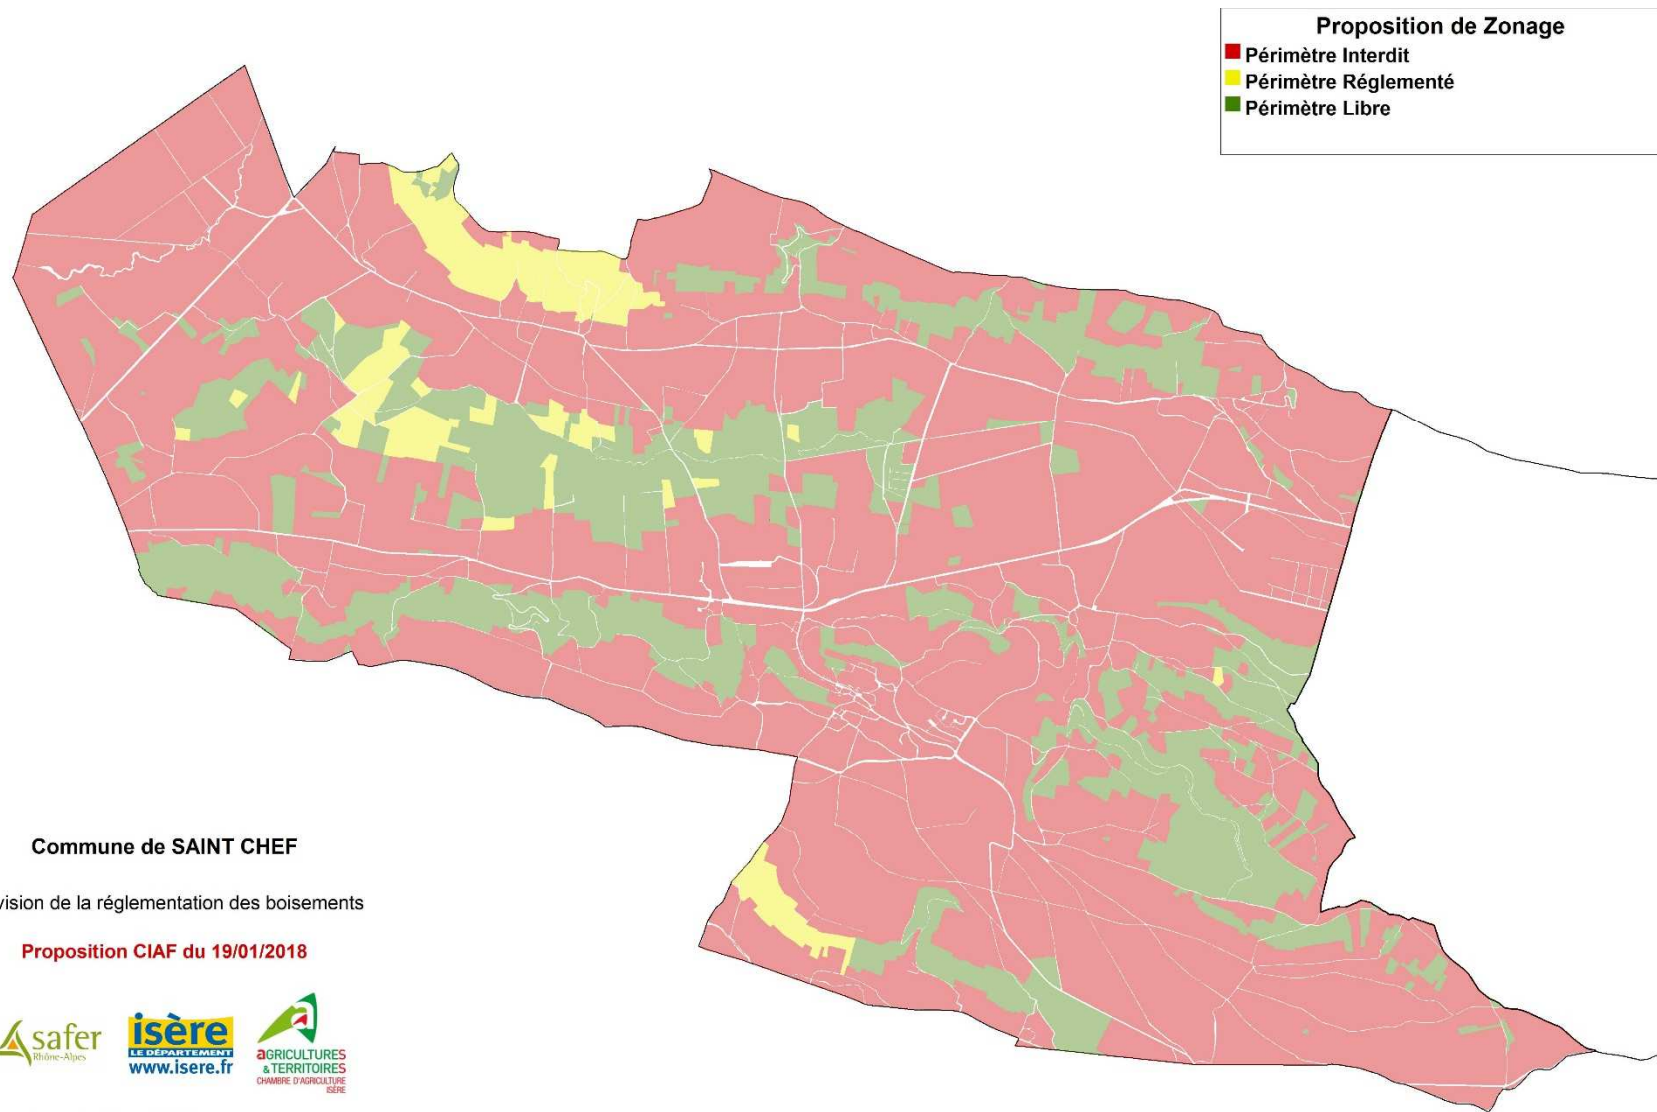 Proposition de Zonage
Périmètre Interdit
Périmètre Réglementé
Périmètre Libre
Commune de SAINT CHEF
vision de la réglementation des boisements
Proposition CIAF du 19/01/2018
safer
Rhône-Alpes
isère
LE DÉPARTEMENT
www.isere.fr
aGRICULTURES
& TERRITOIRES
CHAMBRE D'AGRICULTURE
ISÈRE